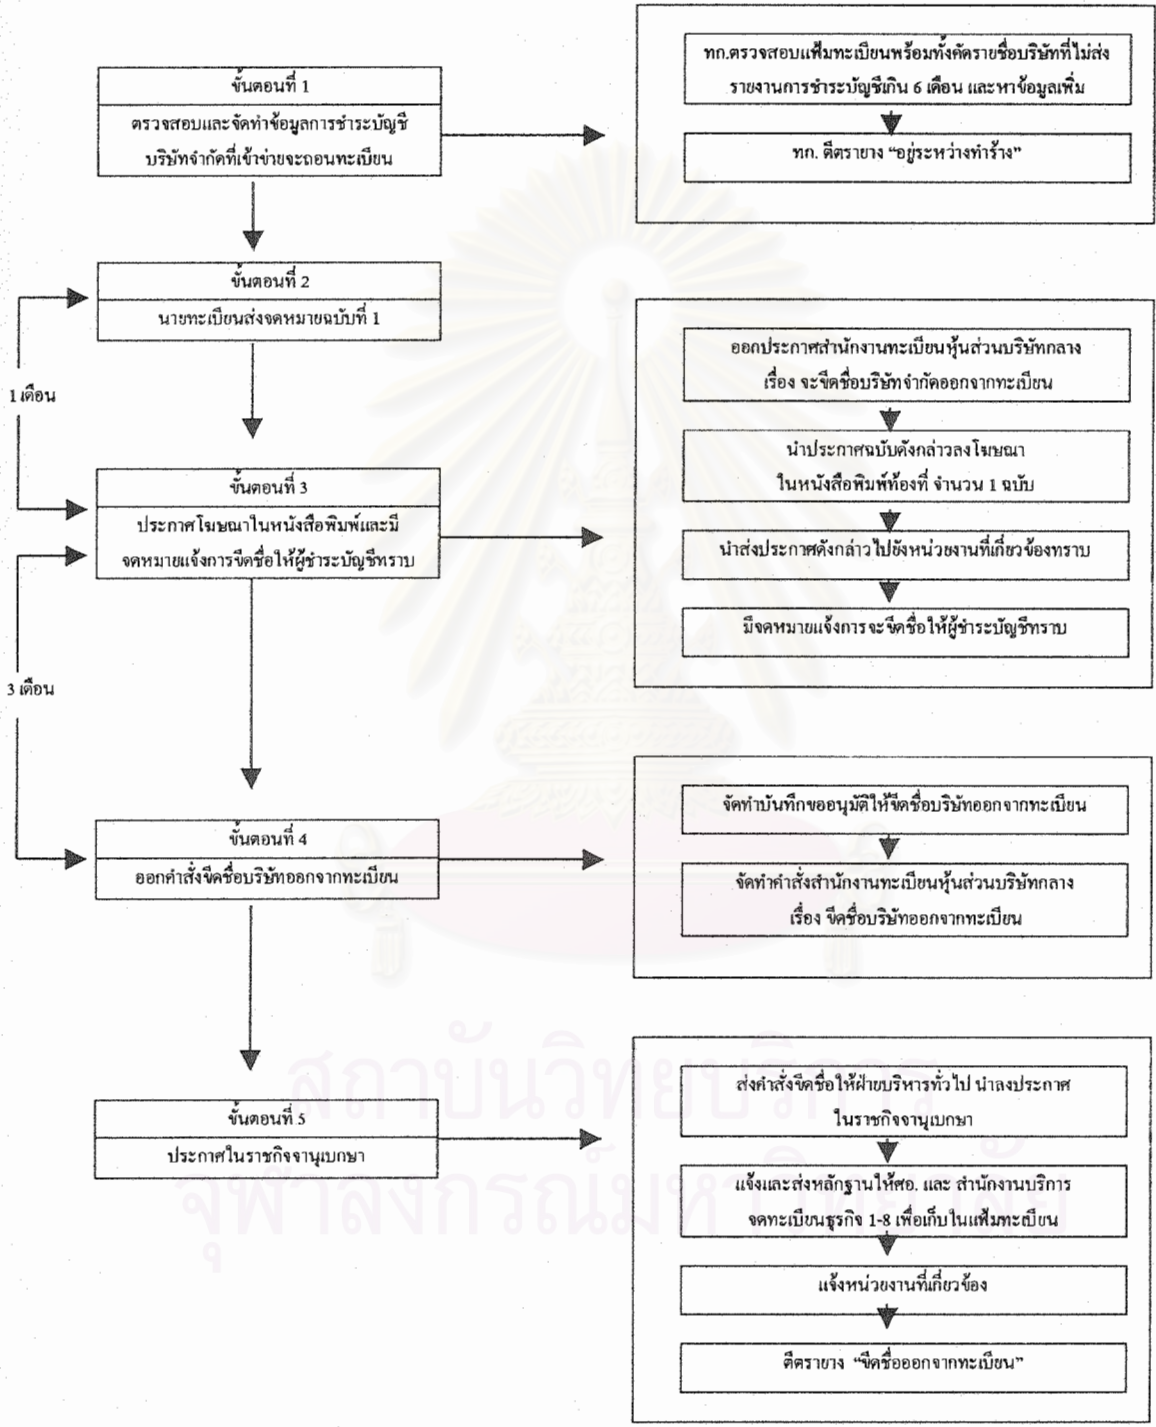 ขั้นตอนที่ 1
ตรวจสอบและจัดทำข้อมูลการชำระบัญชี
บริษัทจำกัดที่เข้าข่ายจะถอนทะเบียน
ทก.ตรวจสอบแฟ้มทะเบียนพร้อมทั้งคัดรายชื่อบริษัทที่ไม่ส่ง
รายงานการชำระบัญชีเกิน 6 เดือน และหาข้อมูลเพิ่ม
ทก. ตีตรายาง “อยู่ระหว่างทำร้าง”
ขั้นตอนที่ 2
นายทะเบียนส่งจดหมายฉบับที่ 1
1 เดือน
ขั้นตอนที่ 3
ประกาศโฆษณาในหนังสือพิมพ์และมี
จดหมายแจ้งการขีดชื่อให้ผู้ชำระบัญชีทราบ
ออกประกาศสำนักงานทะเบียนหุ้นส่วนบริษัทกลาง
เรื่อง จะขีดชื่อบริษัทจำกัดออกจากทะเบียน
นำประกาศฉบับดังกล่าวลงโฆษณา
ในหนังสือพิมพ์ท้องที่ จำนวน 1 ฉบับ
นำส่งประกาศดังกล่าวไปยังหน่วยงานที่เกี่ยวข้องทราบ
มีจดหมายแจ้งการจะขีดชื่อให้ผู้ชำระบัญชีทราบ
3 เดือน
ขั้นตอนที่ 4
ออกคำสั่งขีดชื่อบริษัทออกจากทะเบียน
จัดทำบันทึกขออนุมัติให้ขีดชื่อบริษัทออกจากทะเบียน
จัดทำคำสั่งสำนักงานทะเบียนหุ้นส่วนบริษัทกลาง
เรื่อง ขีดชื่อบริษัทออกจากทะเบียน
ขั้นตอนที่ 5
ประกาศในราชกิจจานุเบกษา
ส่งคำสั่งขีดชื่อให้ฝ่ายบริหารทั่วไป นำลงประกาศ
ในราชกิจจานุเบกษา
แจ้งและส่งหลักฐานให้ศอ. และ สำนักงานบริการ
จดทะเบียนธุรกิจ 1-8 เพื่อเก็บในแฟ้มทะเบียน
แจ้งหน่วยงานที่เกี่ยวข้อง
ตีตรายาง “ขีดชื่อออกจากทะเบียน”
สถาบันวิทยบริการ
จุฬาลงกรณ์มหาวิทยาลัย